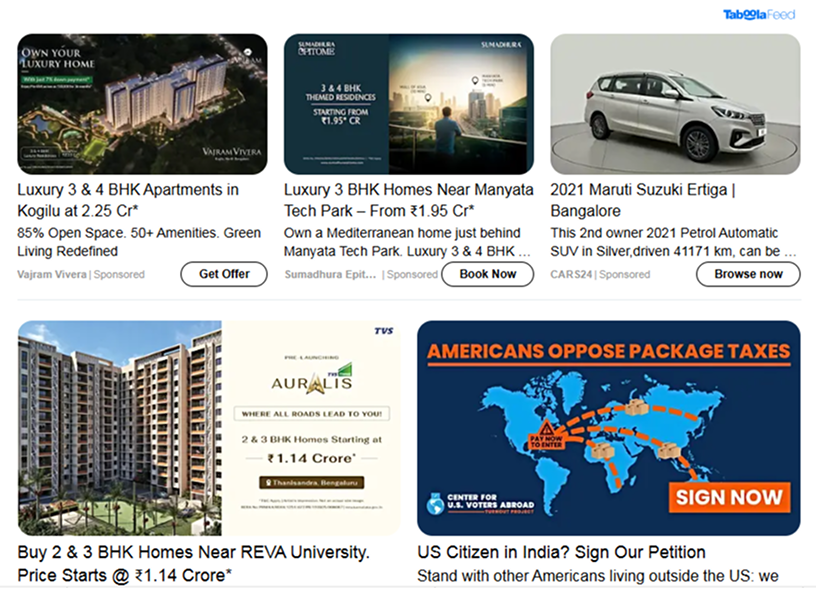 Taboola Feed
OWN YOUR
LUXURY HOME
VAJRAM VIVERA
SUMADHURA
EPITOME
SUMADHURA
3 & 4 BHK
THEMED RESIDENCES
STARTING FROM
₹1.95* CR
Luxury 3 & 4 BHK Apartments in
Kogilu at 2.25 Cr*
85% Open Space. 50+ Amenities. Green
Living Redefined
Vajram Vivera | Sponsored
Get Offer
Luxury 3 BHK Homes Near Manyata
Tech Park – From ₹1.95 Cr*
Own a Mediterranean home just behind
Manyata Tech Park. Luxury 3 & 4 BHK ...
Sumadhura Epit... | Sponsored
Book Now
2021 Maruti Suzuki Ertiga |
Bangalore
This 2nd owner 2021 Petrol Automatic
SUV in Silver,driven 41171 km, can be ...
CARS24 | Sponsored
Browse now
TVS
PRE-LAUNCHING
AURALIS
WHERE ALL ROADS LEAD TO YOU!
2 & 3 BHK Homes Starting at
₹1.14 Crore*
Thanisandra, Bengaluru
Buy 2 & 3 BHK Homes Near REVA University.
Price Starts @ ₹1.14 Crore*
AMERICANS OPPOSE PACKAGE TAXES
PAY NOW
TO ENTER
CENTER FOR
U.S. VOTERS ABROAD
TURNOUT PROJECT
SIGN NOW
US Citizen in India? Sign Our Petition
Stand with other Americans living outside the US: we